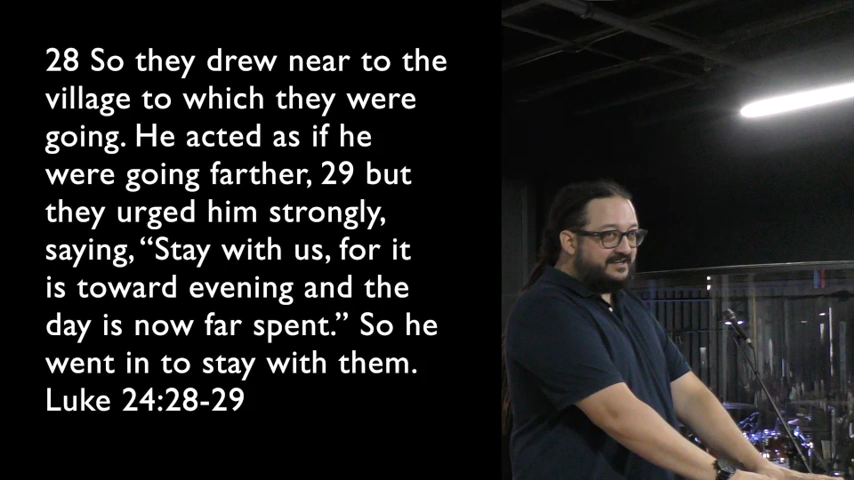 28 So they drew near to the
village to which they were
going. He acted as if he
were going farther, 29 but
they urged him strongly,
saying, “Stay with us, for it
is toward evening and the
day is now far spent.” So he
went in to stay with them.
Luke 24:28-29